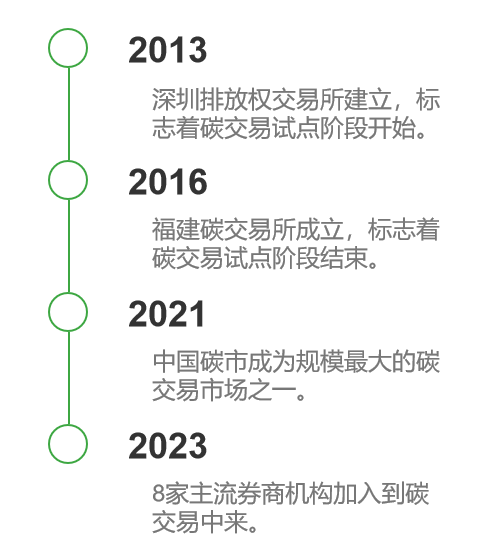 2013
深圳排放权交易所建立，标
志着碳交易试点阶段开始。
2016
福建碳交易所成立，标志着
碳交易试点阶段结束。
2021
中国碳市成为规模最大的碳
交易市场之一。
2023
8家主流券商机构加入到碳
交易中来。